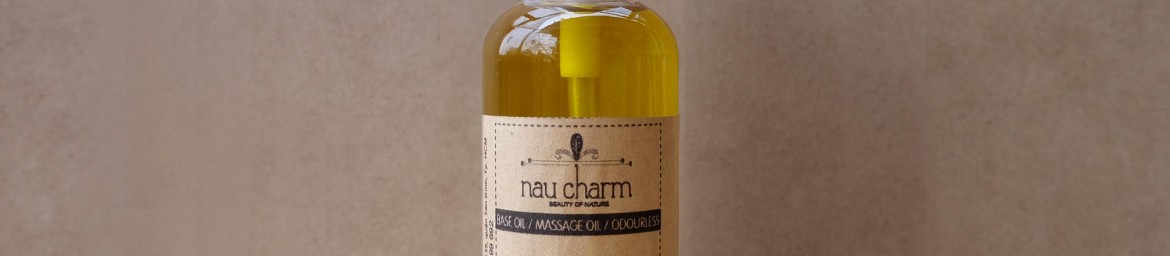 nau charm
BEAUTY OF NATURE
BASE OIL / MASSAGE OIL / ODOURLESS